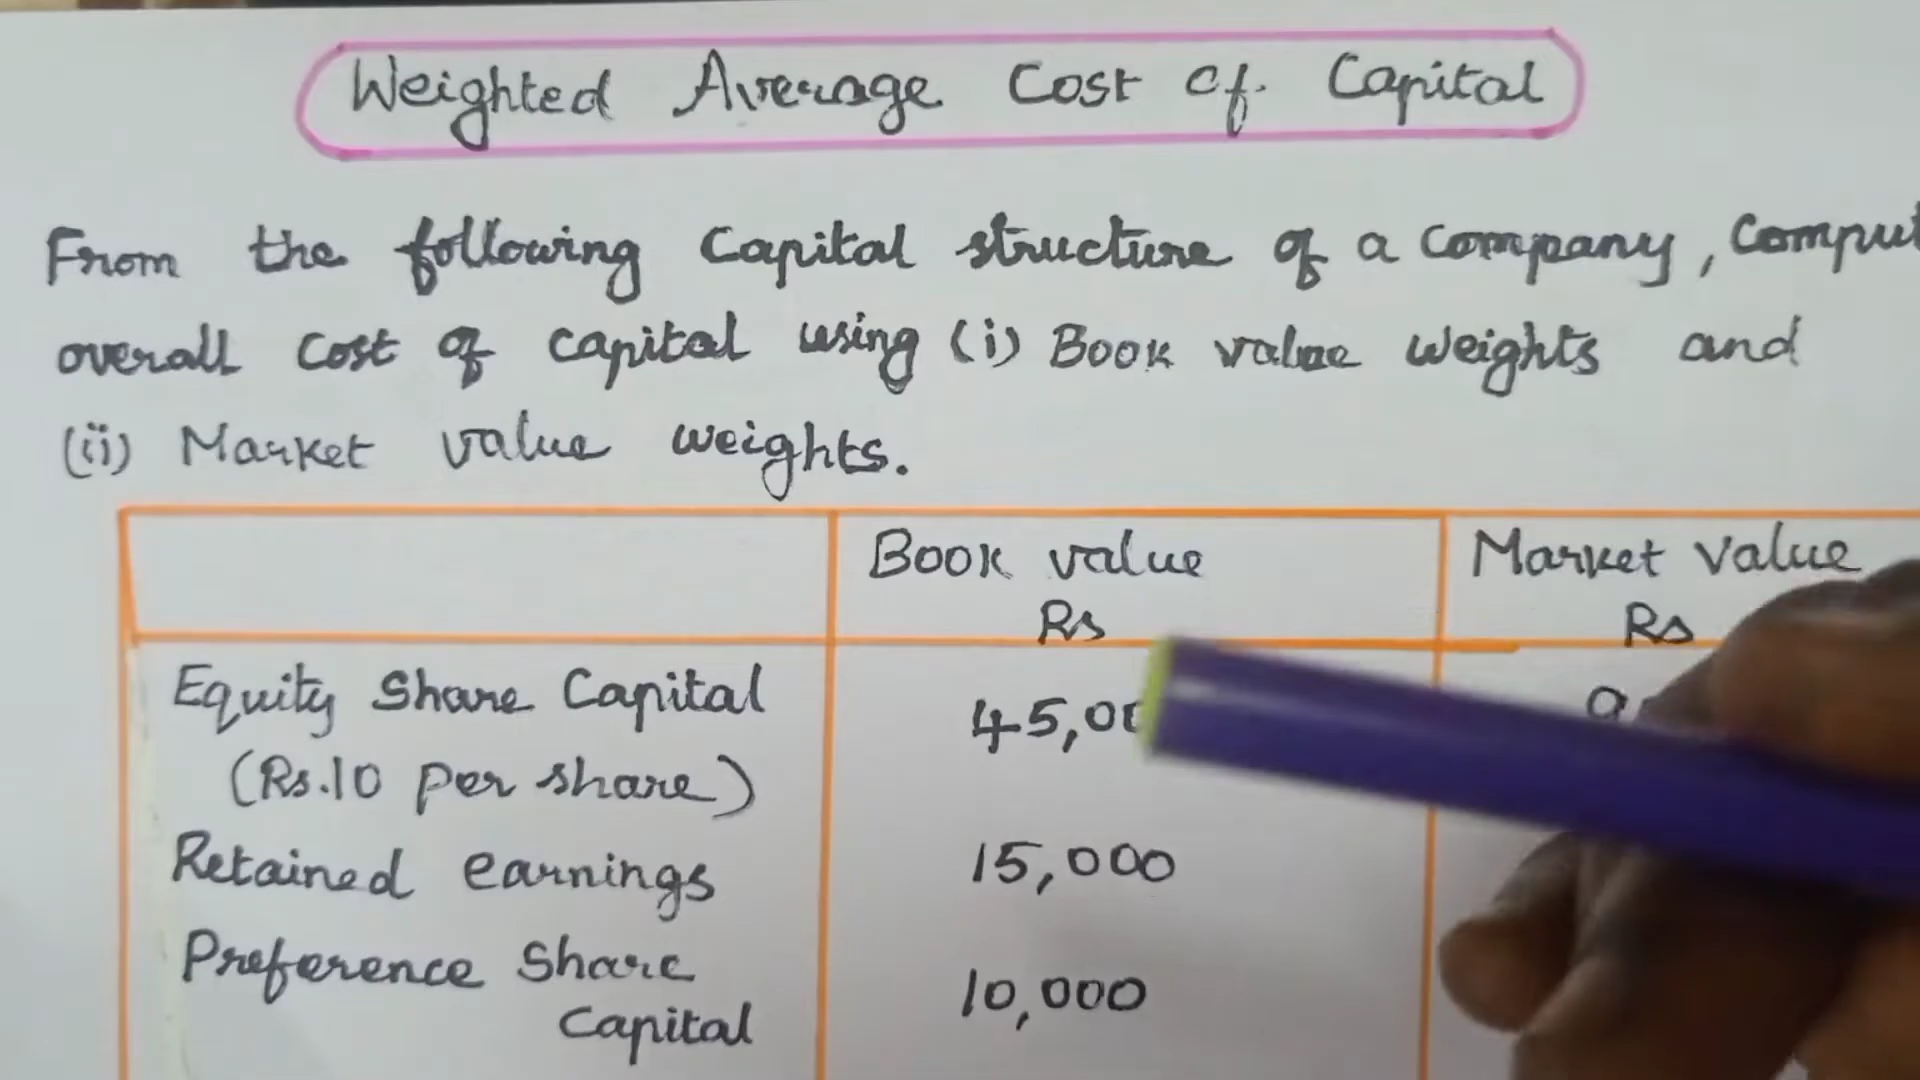 Weighted Average Cost of Capital
From the following Capital structure of a company, Comput
overall cost of capital using (i) Book value weights and
(ii) Market value weights.
Book value Market Value
Rs Rs
Equity Share Capital 45,00
(Rs.10 per share)
Retained earnings 15,000
Preference Share
Capital 10,000